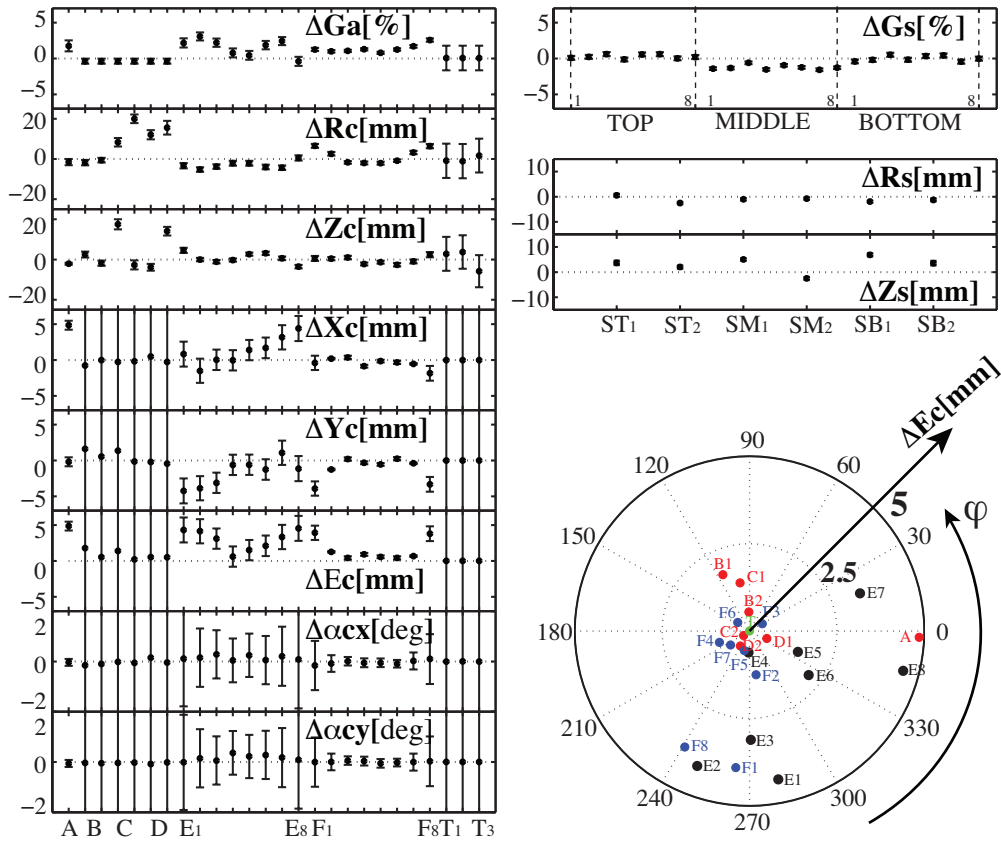 5
0
−5
ΔGa[%]
20
0
−20
ΔRc[mm]
20
0
−20
ΔZc[mm]
5
0
−5
ΔXc[mm]
5
0
−5
ΔYc[mm]
5
0
−5
ΔEc[mm]
2
0
−2
Δαcx[deg]
2
0
−2
Δαcy[deg]
A B C D E1 E8 F1 F8 T1 T3
5
0
−5
ΔGs[%]
1 8 1 8 1 8
TOP MIDDLE BOTTOM
10
0
−10
ΔRs[mm]
10
0
−10
ΔZs[mm]
ST1 ST2 SM1 SM2 SB1 SB2
ΔEc[mm]
φ
5
2.5
90
60
30
0
330
300
270
240
210
180
150
120
B1
C1
B2
F6
F3
E7
T
A
C2
D1
F4
D2
F7
F5
E4
E5
E8
F2
E6
E3
F8
E2
F1
E1